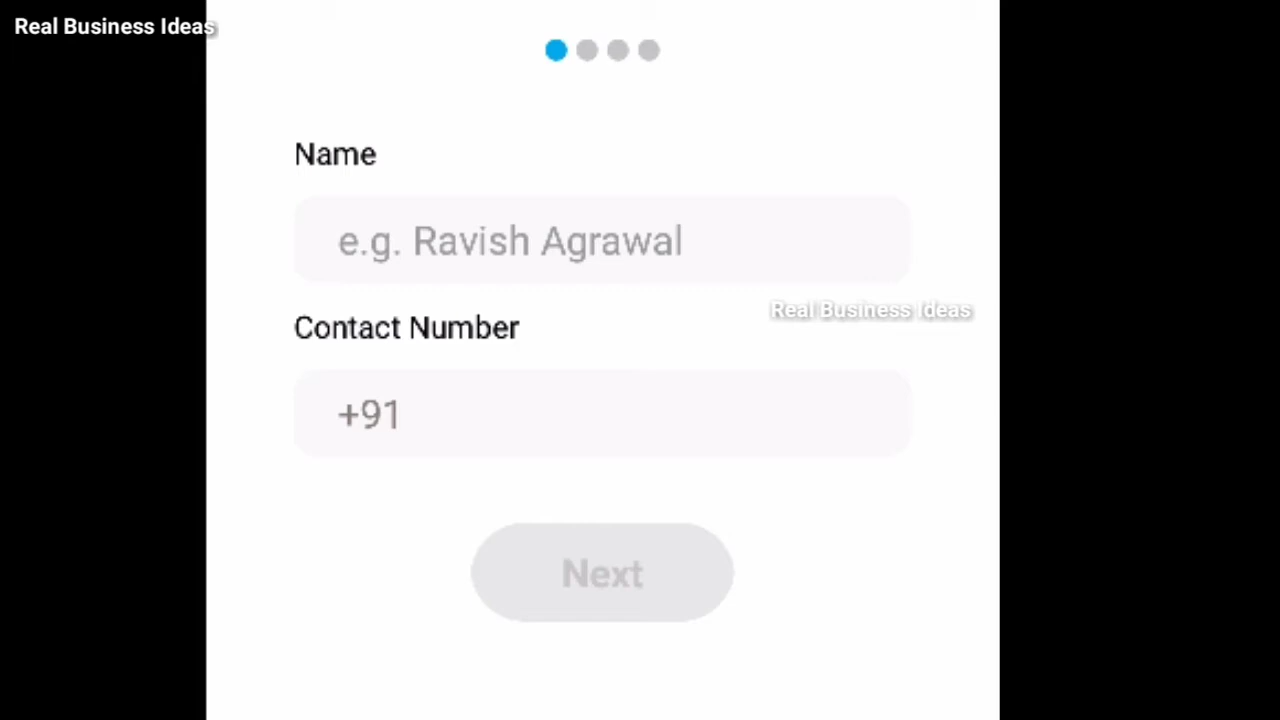 Real Business Ideas
Name
e.g. Ravish Agrawal
Real Business Ideas
Contact Number
+91
Next